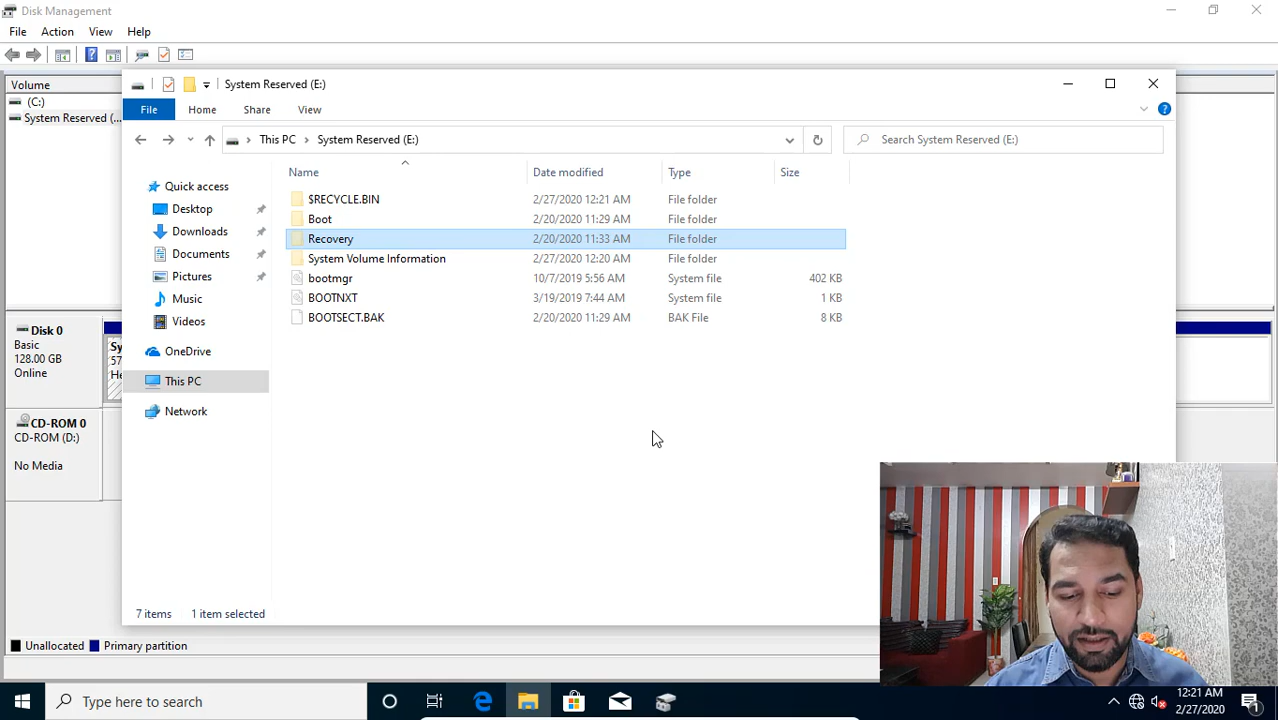 Disk Management
File Action View Help
Volume
(C:)
System Reserved (...
System Reserved (E:)
File Home Share View
This PC System Reserved (E:)
Search System Reserved (E:)
Quick access
Desktop
Downloads
Documents
Pictures
Music
Videos
OneDrive
This PC
Network
Name Date modified Type Size
$RECYCLE.BIN 2/27/2020 12:21 AM File folder
Boot 2/20/2020 11:29 AM File folder
Recovery 2/20/2020 11:33 AM File folder
System Volume Information 2/27/2020 12:20 AM File folder
bootmgr 10/7/2019 5:56 AM System file 402 KB
BOOTNXT 3/19/2019 7:44 AM System file 1 KB
BOOTSECT.BAK 2/20/2020 11:29 AM BAK File 8 KB
7 items 1 item selected
Disk 0
Basic
128.00 GB
Online
Sy
57
He
CD-ROM 0
CD-ROM (D:)
No Media
Unallocated Primary partition
Type here to search
12:21 AM
2/27/2020
1